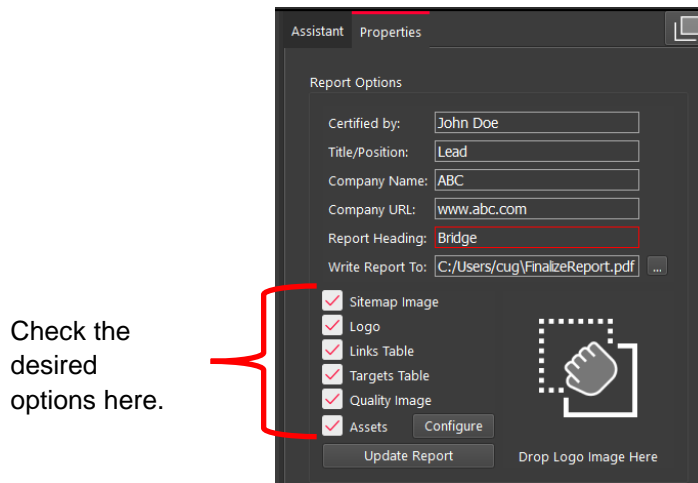 Assistant Properties
Report Options
Certified by: John Doe
Title/Position: Lead
Company Name: ABC
Company URL: www.abc.com
Report Heading: Bridge
Write Report To: C:/Users/cug\FinalizeReport.pdf ...
Sitemap Image
Logo
Links Table
Targets Table
Quality Image
Assets Configure
Update Report Drop Logo Image Here
Check the
desired
options here.